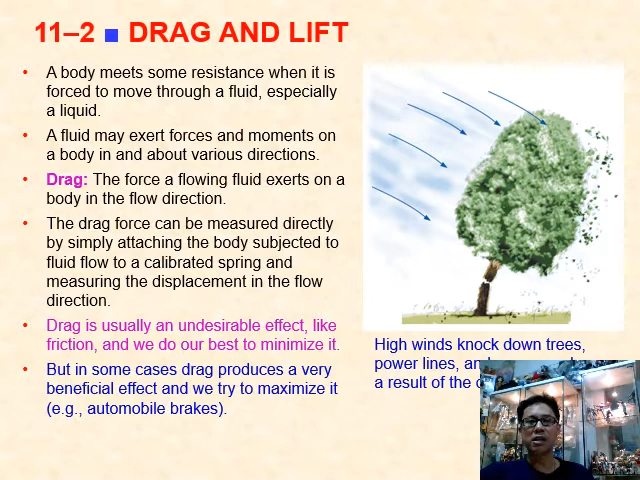 11–2 ■ DRAG AND LIFT
• A body meets some resistance when it is
forced to move through a fluid, especially
a liquid.
• A fluid may exert forces and moments on
a body in and about various directions.
• Drag: The force a flowing fluid exerts on a
body in the flow direction.
• The drag force can be measured directly
by simply attaching the body subjected to
fluid flow to a calibrated spring and
measuring the displacement in the flow
direction.
• Drag is usually an undesirable effect, like
friction, and we do our best to minimize it.
• But in some cases drag produces a very
beneficial effect and we try to maximize it
(e.g., automobile brakes).
High winds knock down trees,
power lines, and
a result of the